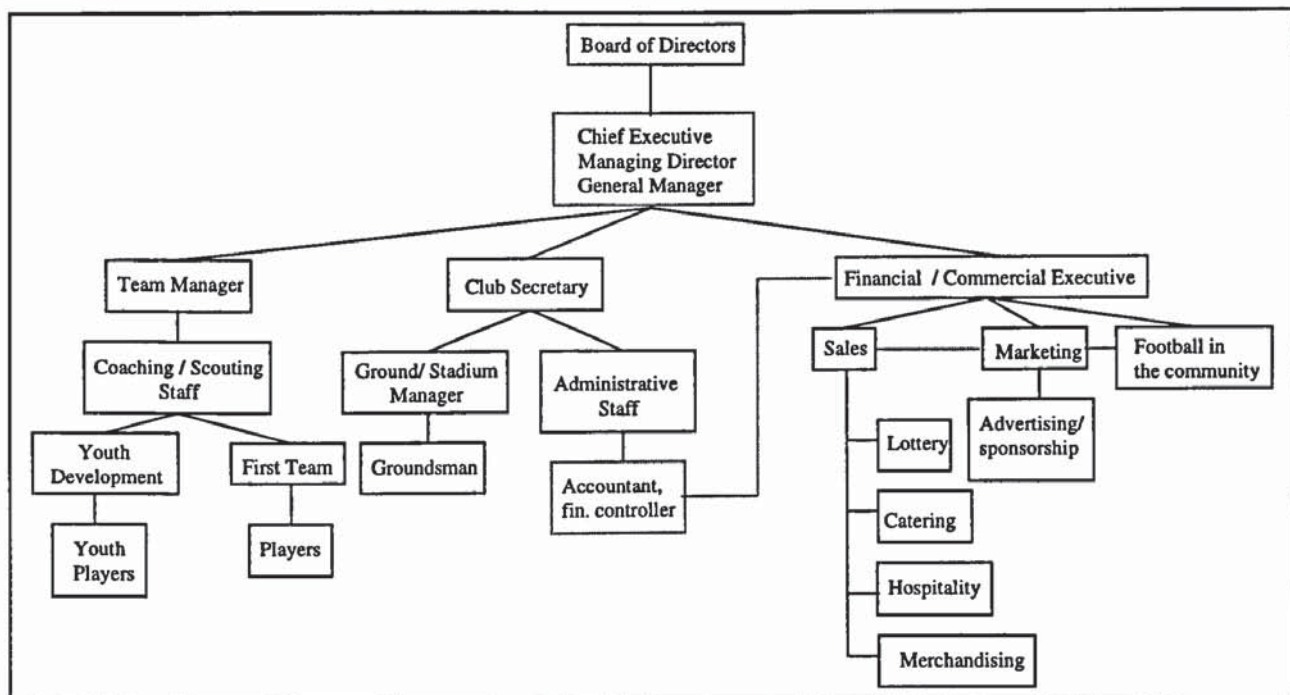 Board of Directors
Chief Executive
Managing Director
General Manager
Team Manager
Club Secretary
Financial / Commercial Executive
Coaching / Scouting
Staff
Ground/ Stadium
Manager
Administrative
Staff
Sales
Marketing
Football in
the community
Youth
Development
First Team
Groundsman
Accountant,
fin. controller
Lottery
Advertising/
sponsorship
Youth
Players
Players
Catering
Hospitality
Merchandising